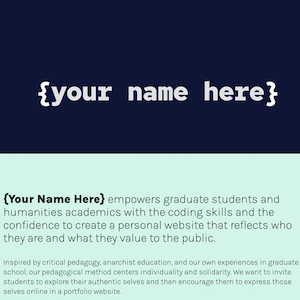 {your name here}
{Your Name Here} empowers graduate students and
humanities academics with the coding skills and the
confidence to create a personal website that reflects who
they are and what they value to the public.
Inspired by critical pedagogy, anarchist education, and our own experiences in graduate
school, our pedagogical method centers individuality and solidarity. We want to invite
students to explore their authentic selves and then encourage them to express those
selves online in a portfolio website.